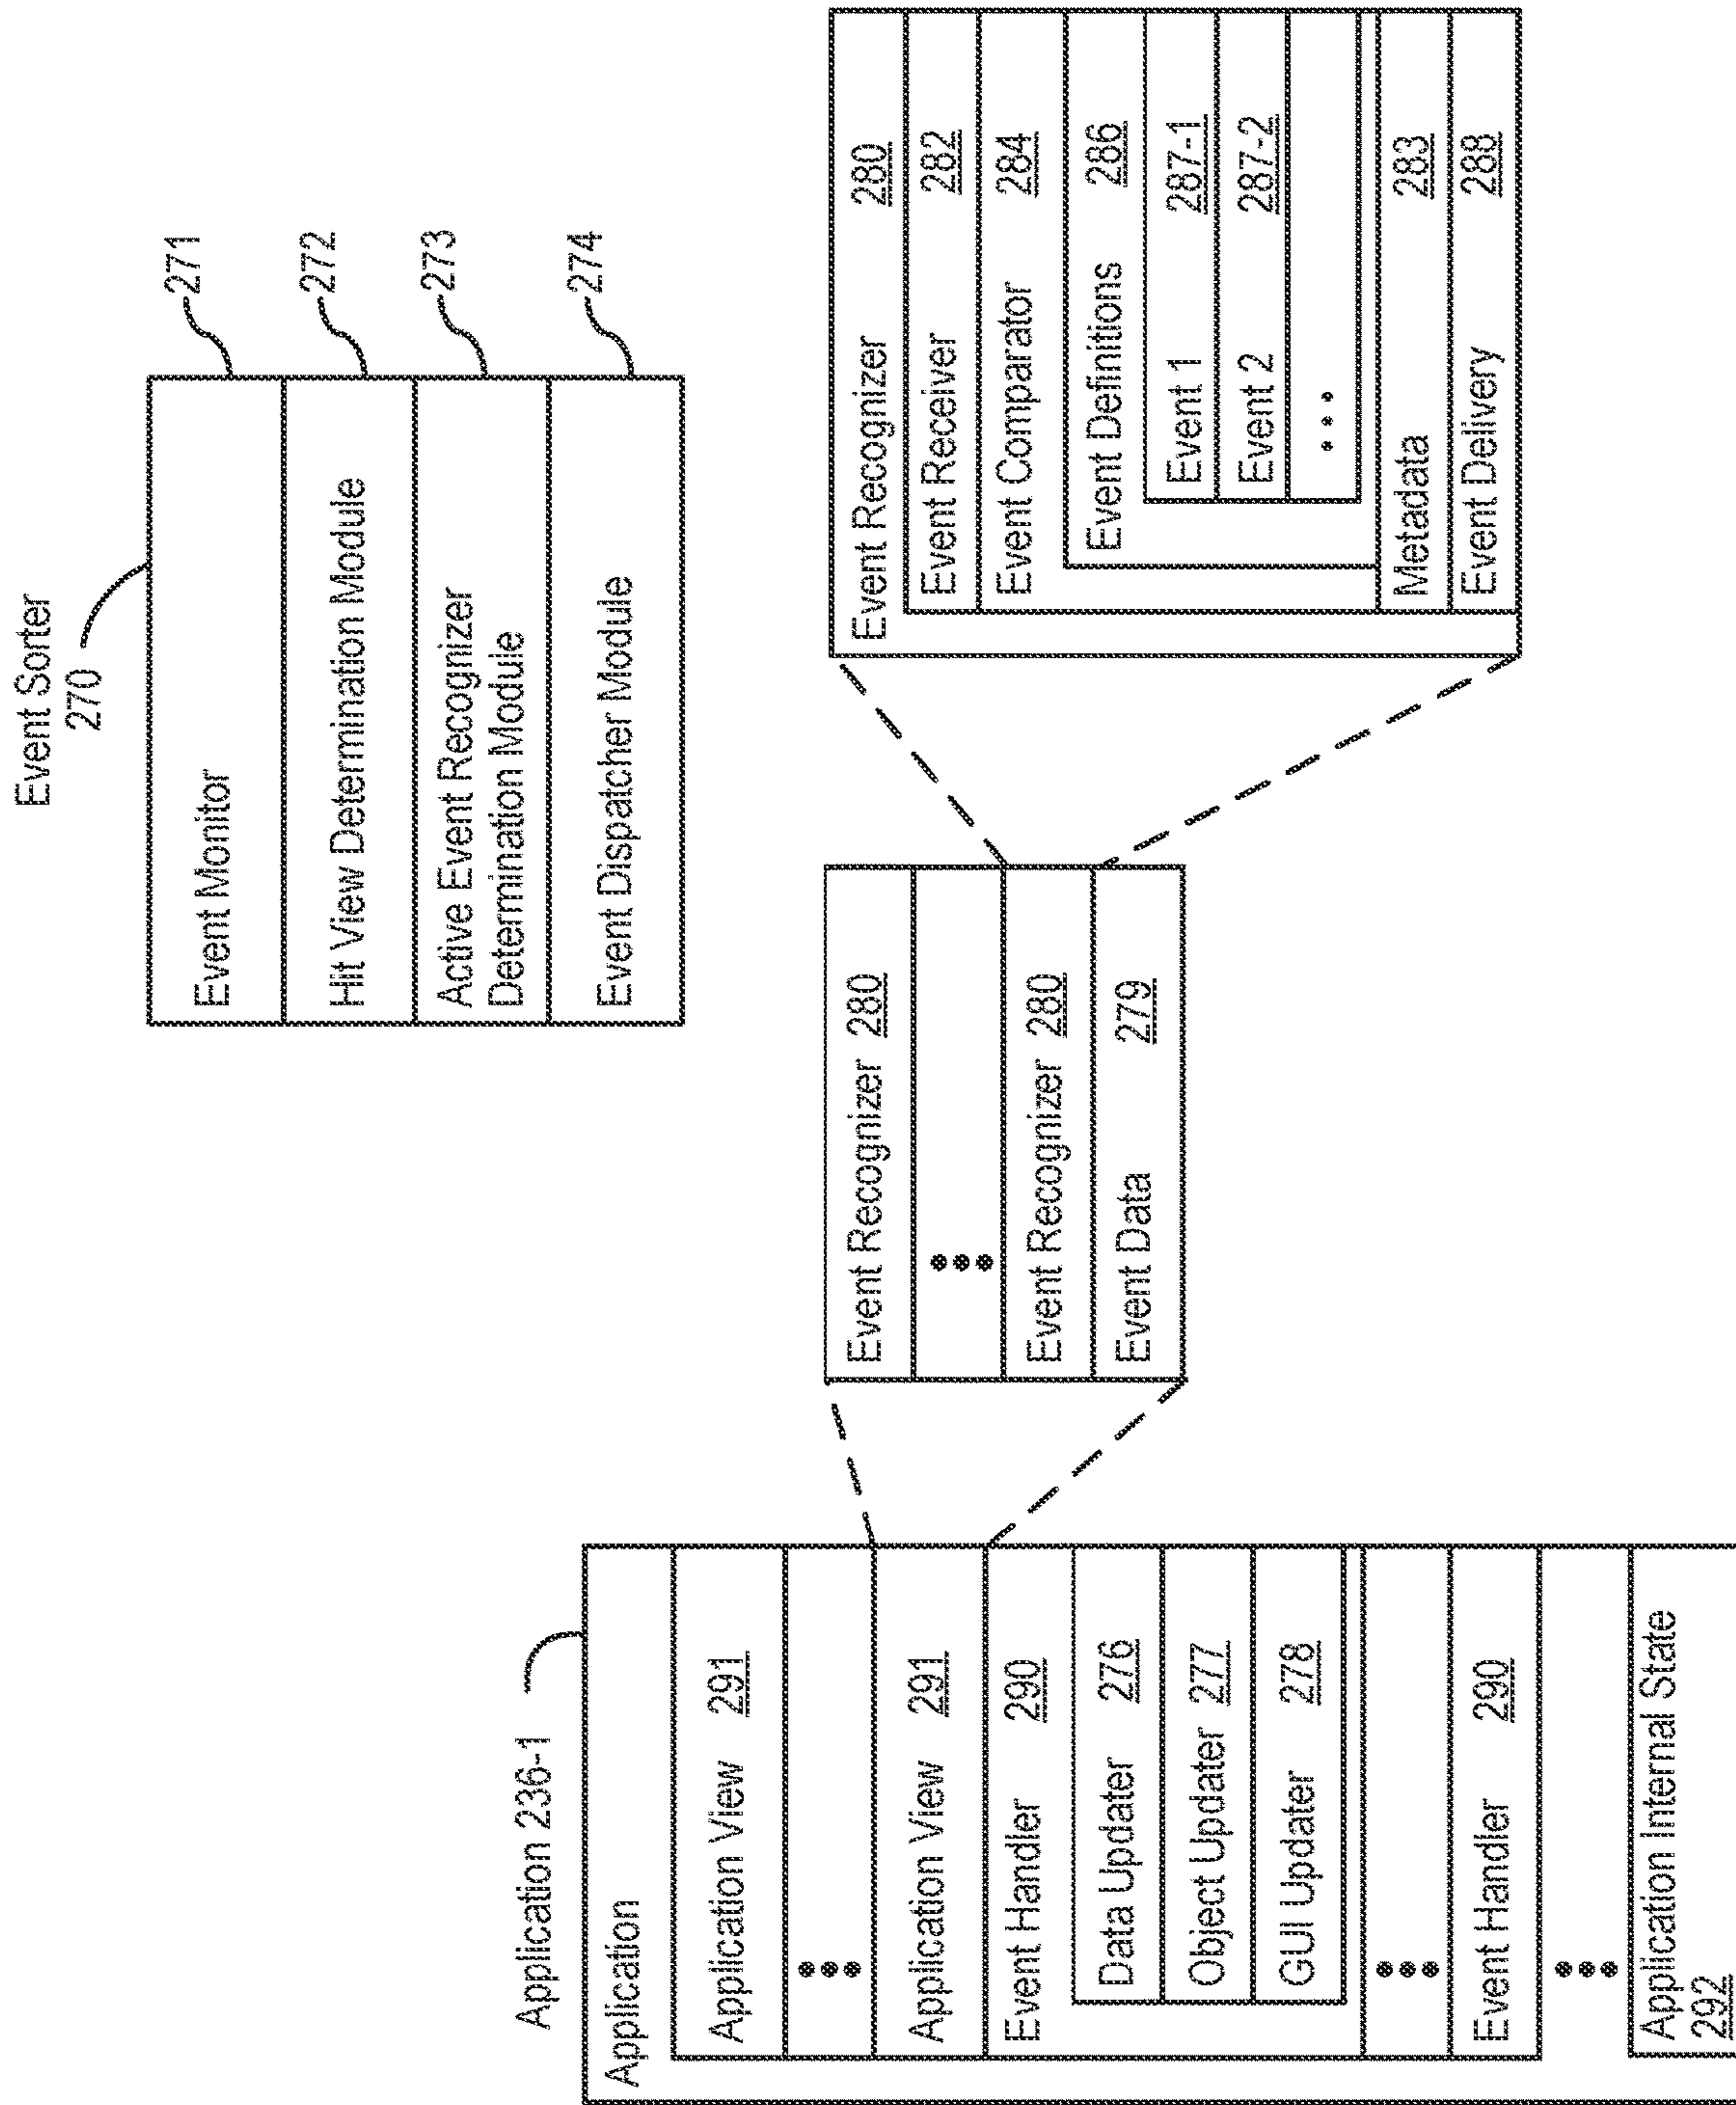 Event Sorter
270
Event Monitor
271
Hit View Determination Module
272
Active Event Recognizer
Determination Module
273
Event Dispatcher Module
274
Application 236-1
Application
Application View 291
•••
Application View 291
Event Handler 290
Data Updater 276
Object Updater 277
GUI Updater 278
•••
Event Handler 290
•••
Application Internal State
292
Event Recognizer 280
•••
Event Recognizer 280
Event Data 279
Event Recognizer 280
Event Receiver 282
Event Comparator 284
Event Definitions 286
Event 1 287-1
Event 2 287-2
•••
Metadata 283
Event Delivery 288